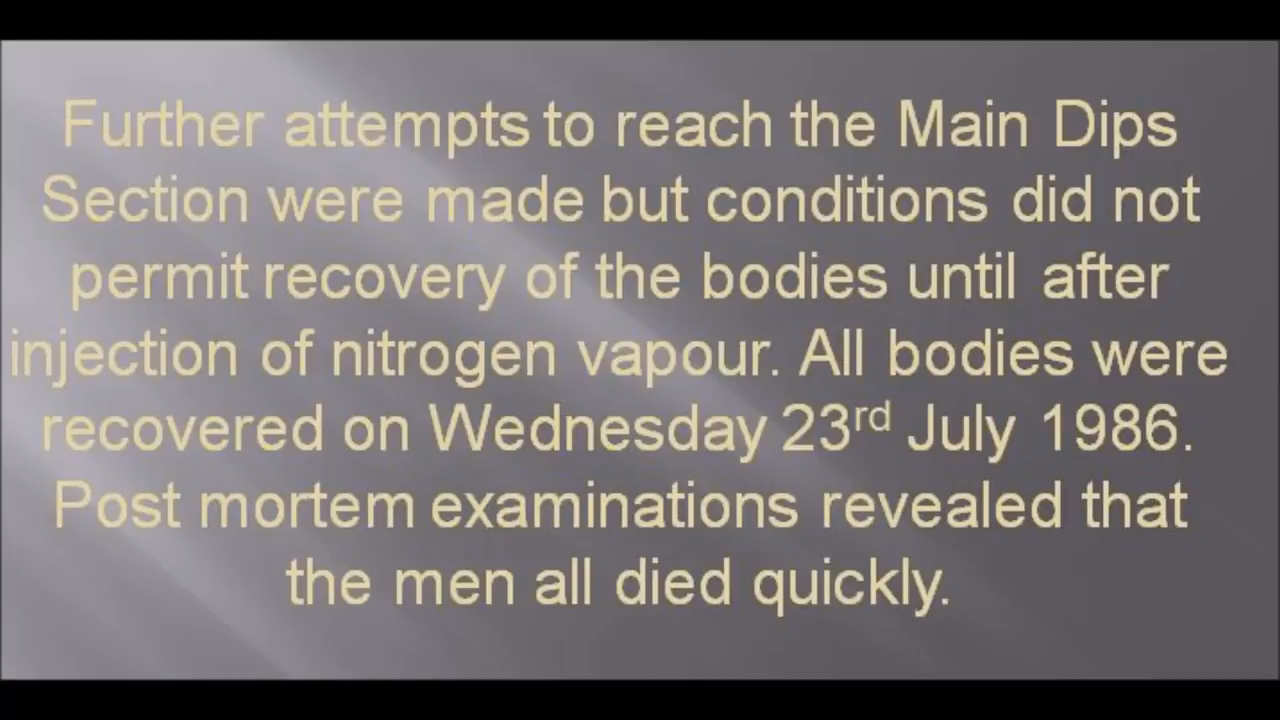 Further attempts to reach the Main Dips
Section were made but conditions did not
permit recovery of the bodies until after
injection of nitrogen vapour. All bodies were
recovered on Wednesday 23rd July 1986.
Post mortem examinations revealed that
the men all died quickly.